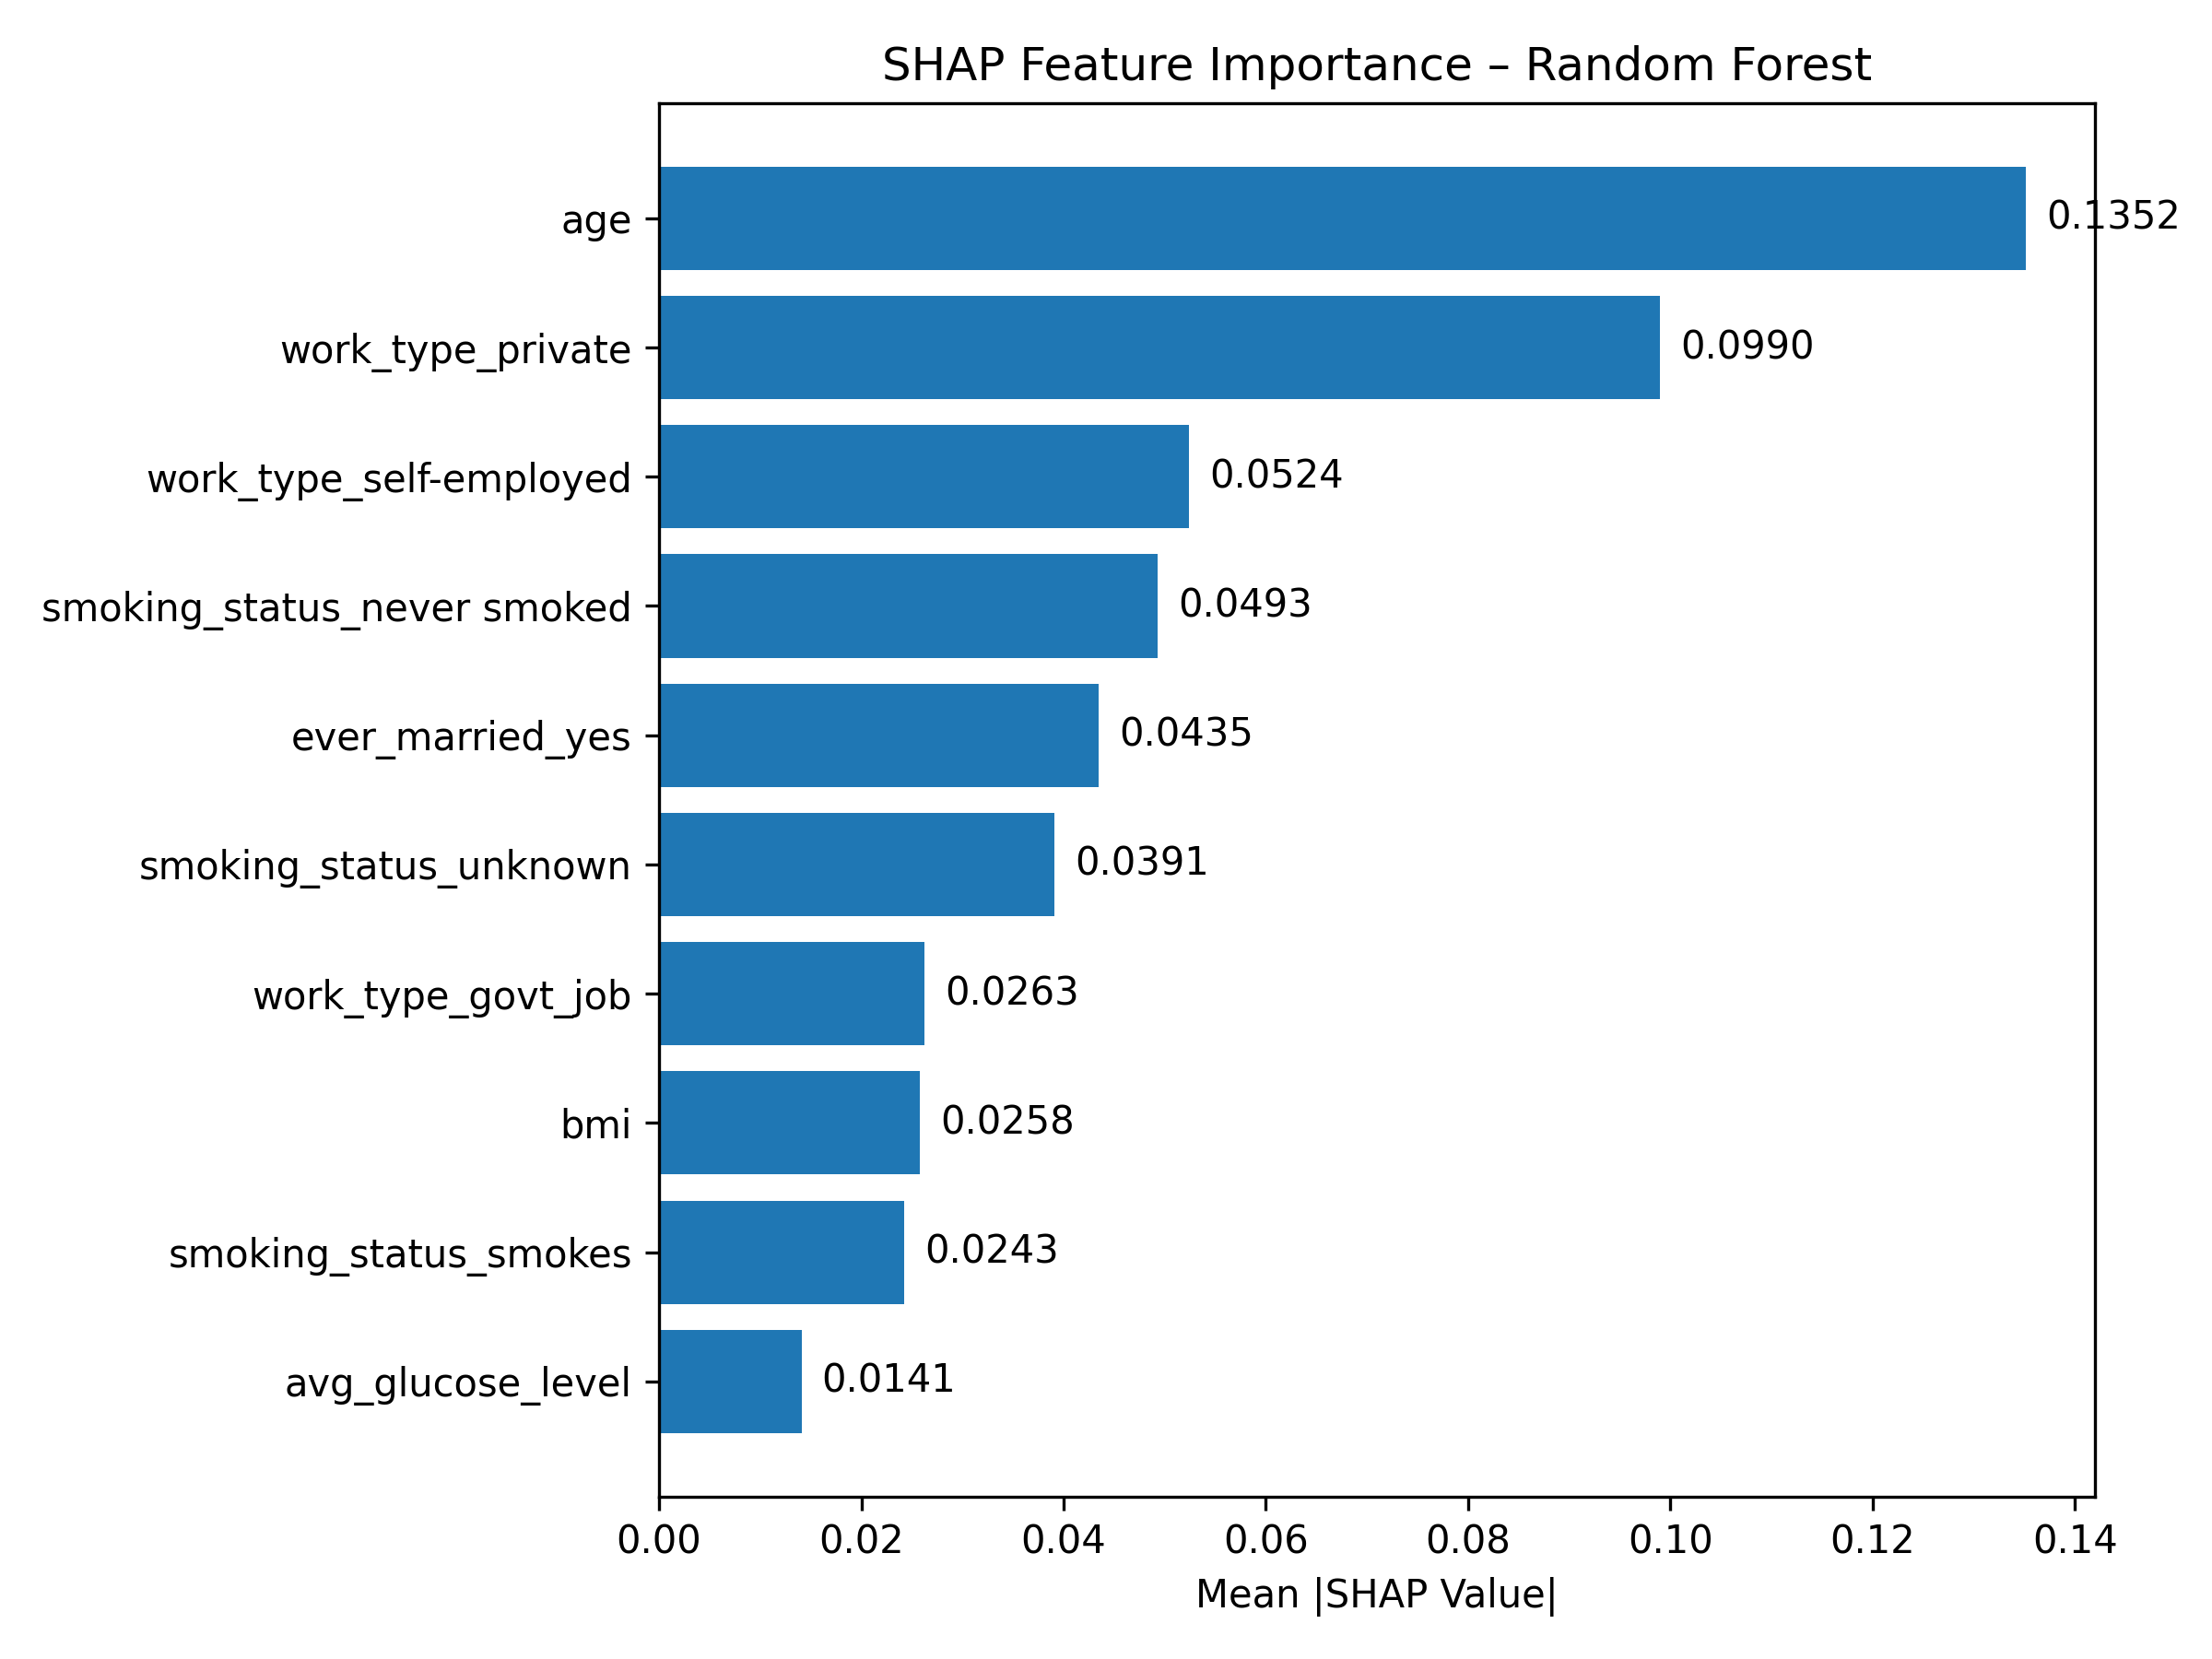 SHAP Feature Importance – Random Forest
age 0.1352
work_type_private 0.0990
work_type_self-employed 0.0524
smoking_status_never smoked 0.0493
ever_married_yes 0.0435
smoking_status_unknown 0.0391
work_type_govt_job 0.0263
bmi 0.0258
smoking_status_smokes 0.0243
avg_glucose_level 0.0141
0.00 0.02 0.04 0.06 0.08 0.10 0.12 0.14
Mean |SHAP Value|